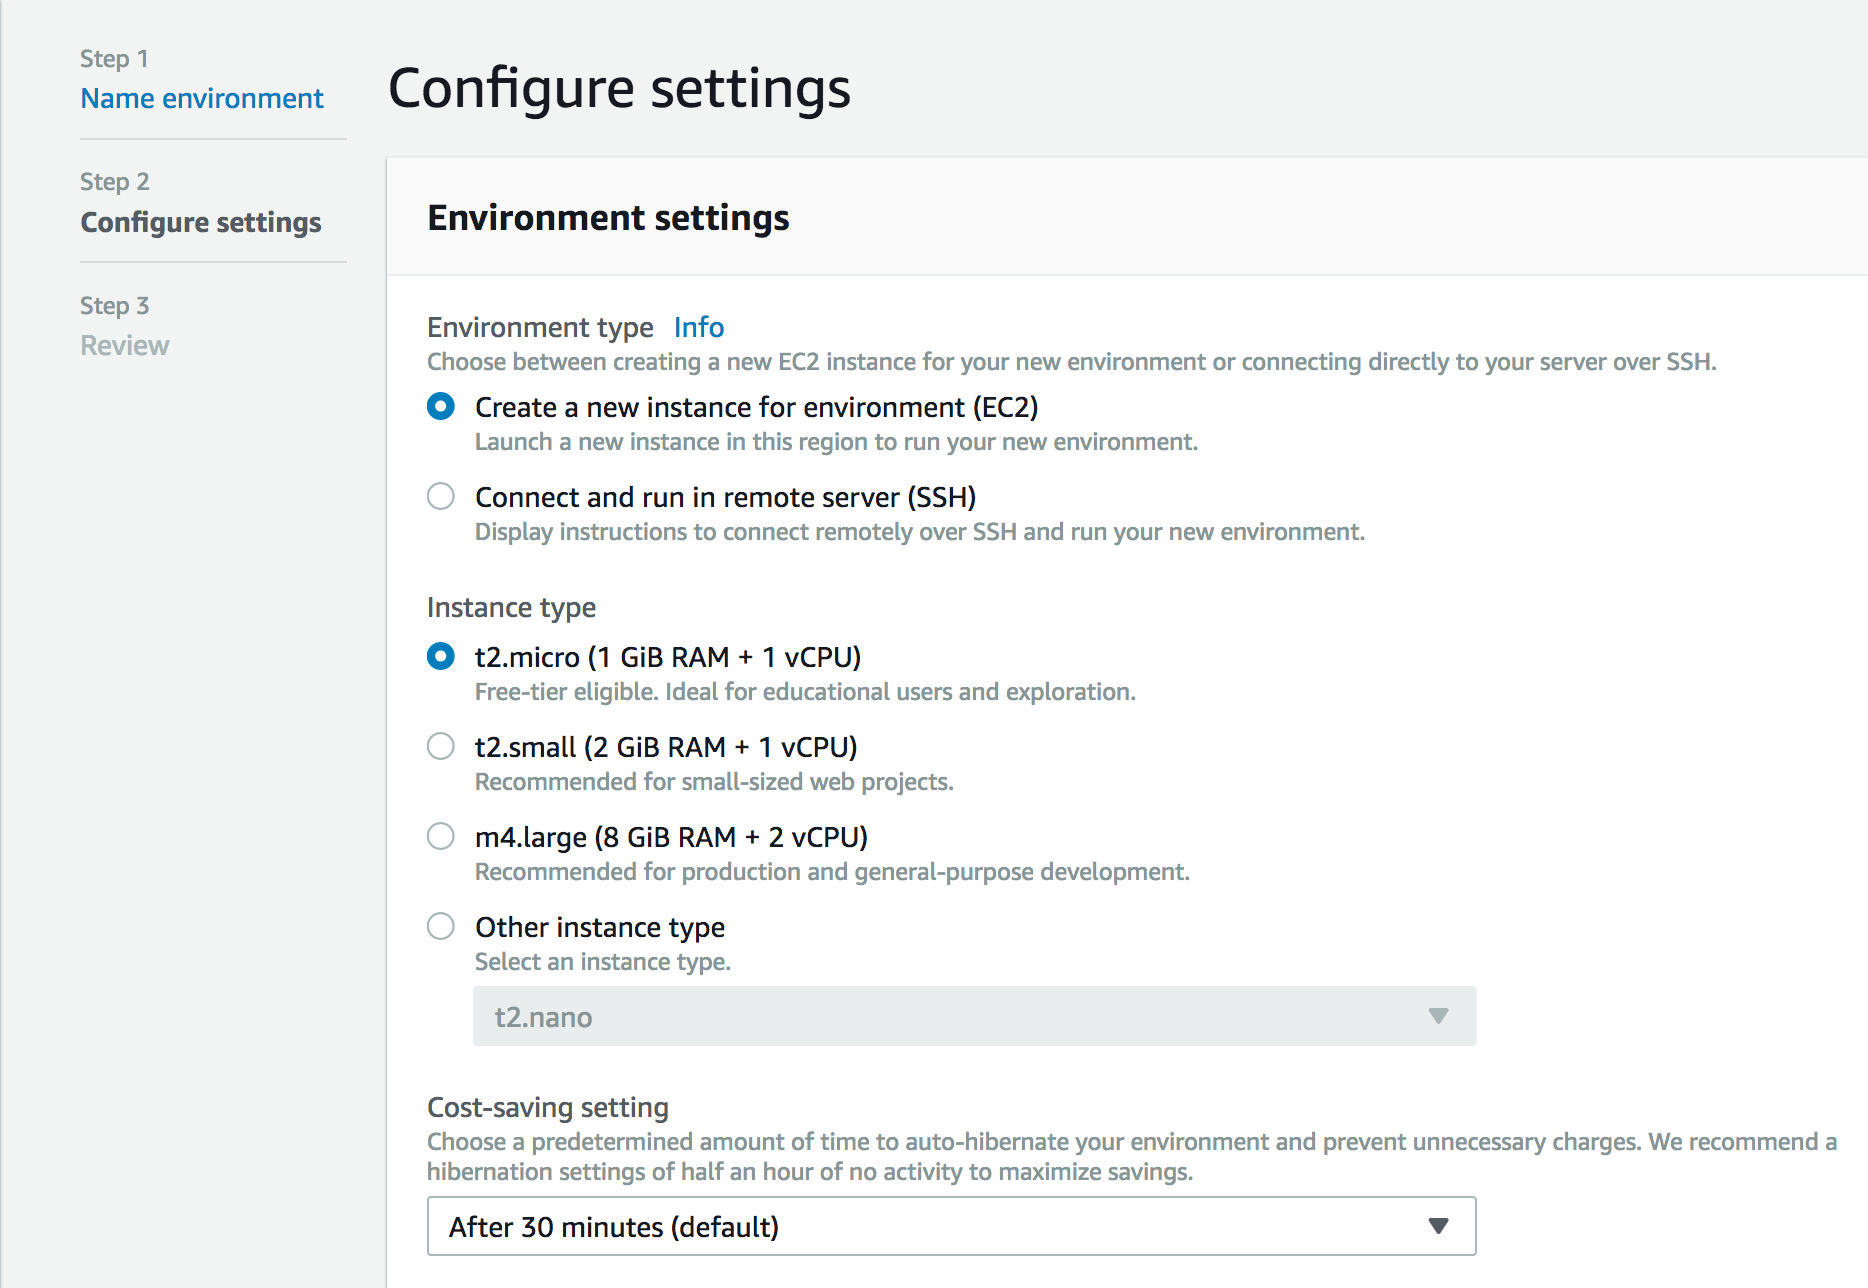 Step 1
Name environment
Step 2
Configure settings
Step 3
Review
Configure settings
Environment settings
Environment type Info
Choose between creating a new EC2 instance for your new environment or connecting directly to your server over SSH.
Create a new instance for environment (EC2)
Launch a new instance in this region to run your new environment.
Connect and run in remote server (SSH)
Display instructions to connect remotely over SSH and run your new environment.
Instance type
t2.micro (1 GiB RAM + 1 vCPU)
Free-tier eligible. Ideal for educational users and exploration.
t2.small (2 GiB RAM + 1 vCPU)
Recommended for small-sized web projects.
m4.large (8 GiB RAM + 2 vCPU)
Recommended for production and general-purpose development.
Other instance type
Select an instance type.
t2.nano
Cost-saving setting
Choose a predetermined amount of time to auto-hibernate your environment and prevent unnecessary charges. We recommend a
hibernation settings of half an hour of no activity to maximize savings.
After 30 minutes (default)